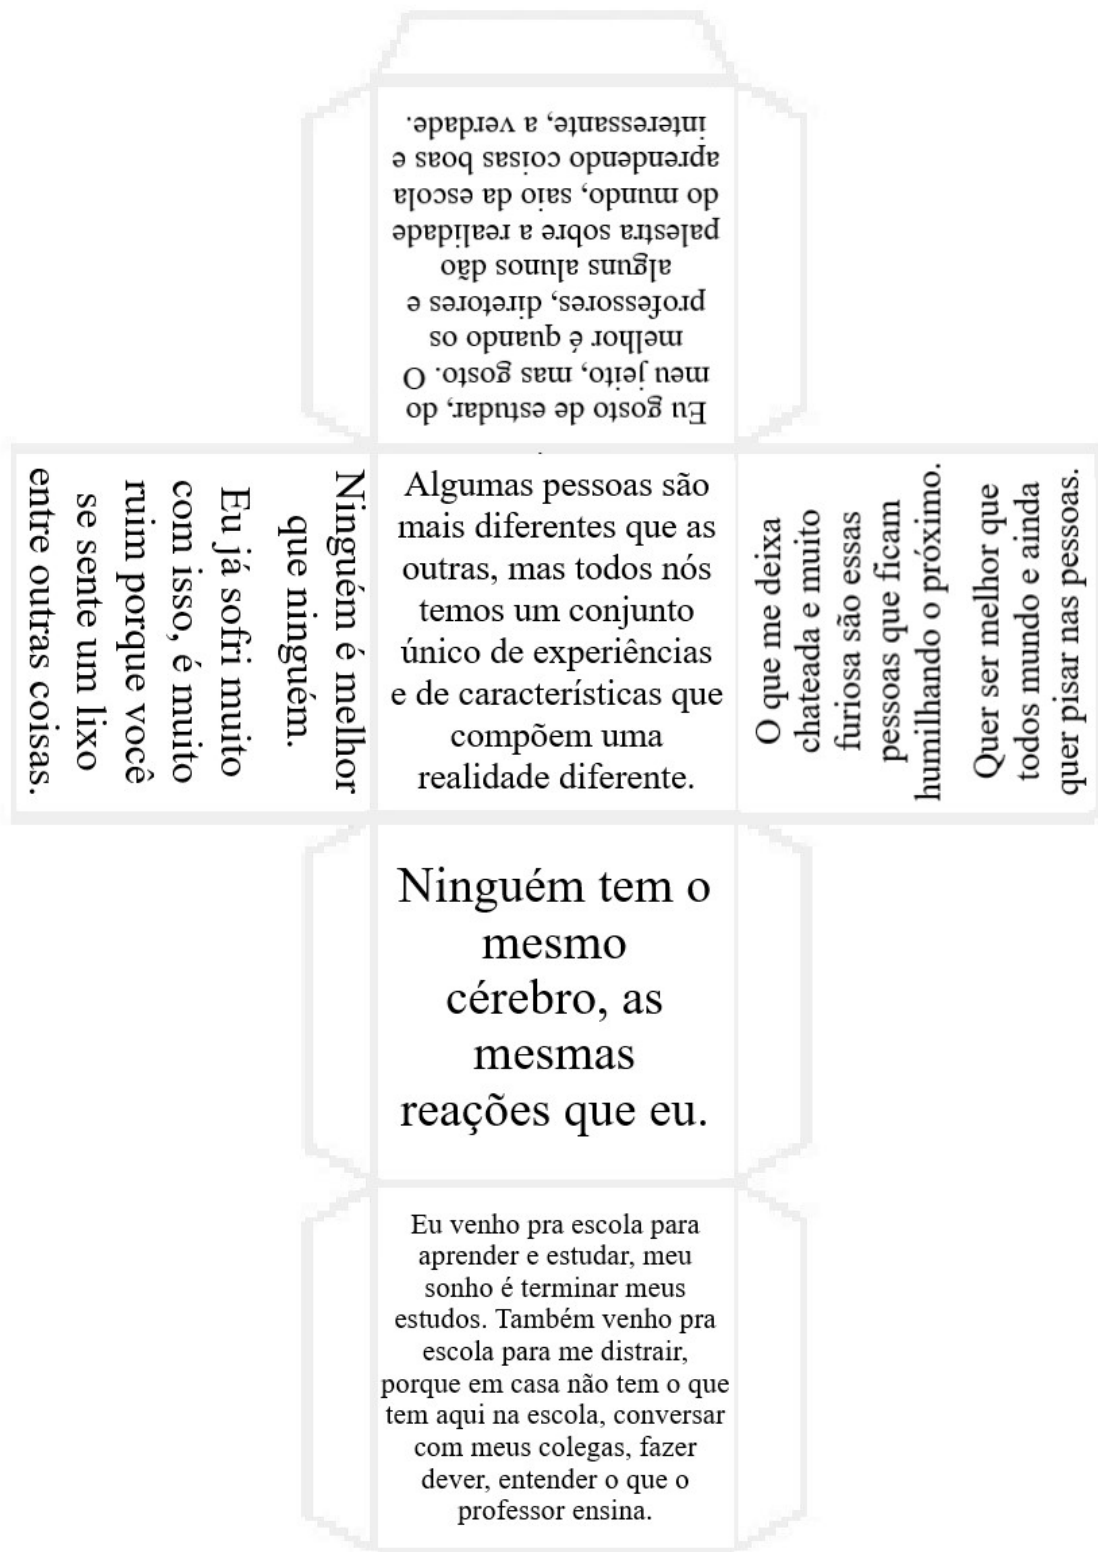 Eu gosto de estudar, do
meu jeito, mas gosto. O
melhor é quando os
professores, diretores e
alguns alunos dão
palestra sobre a realidade
do mundo, saio da escola
aprendendo coisas boas e
interessante, a verdade.
Ninguém é melhor
que ninguém.
Eu já sofri muito
com isso, é muito
ruim porque você
se sente um lixo
entre outras coisas.
Algumas pessoas são
mais diferentes que as
outras, mas todos nós
temos um conjunto
único de experiências
e de características que
compõem uma
realidade diferente.
O que me deixa
chateada e muito
furiosa são essas
pessoas que ficam
humilhando o próximo.
Quer ser melhor que
todos mundo e ainda
quer pisar nas pessoas.
Ninguém tem o
mesmo
cérebro, as
mesmas
reações que eu.
Eu venho pra escola para
aprender e estudar, meu
sonho é terminar meus
estudos. Também venho pra
escola para me distrair,
porque em casa não tem o que
tem aqui na escola, conversar
com meus colegas, fazer
dever, entender o que o
professor ensina.